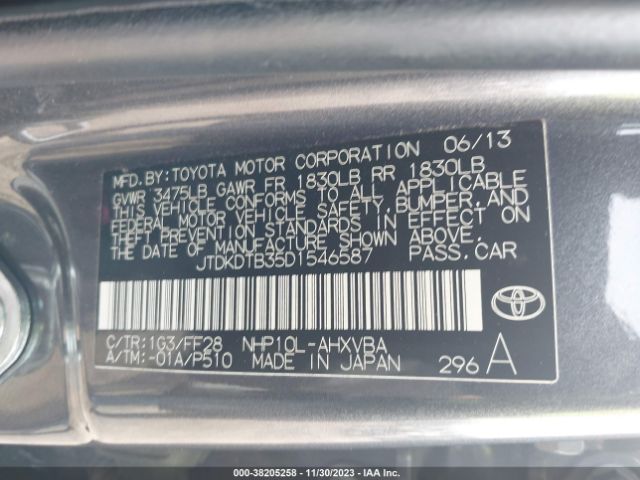 MFD.BY:TOYOTA MOTOR CORPORATION 06/13
GVWR 3475LB GAWR FR 1830LB RR 1830LB
THIS VEHICLE CONFORMS TO ALL APPLICABLE
FEDERAL MOTOR VEHICLE SAFETY, BUMPER, AND
THEFT PREVENTION STANDARDS IN EFFECT ON
THE DATE OF MANUFACTURE SHOWN ABOVE.
JTDKDTB35D1546587 PASS.CAR
C/TR:1G3/FF28 NHP10L-AHXVBA
A/TM:-01A/P510 MADE IN JAPAN 296 A
TOYOTA
000-38205258 - 11/30/2023 - IAA Inc.